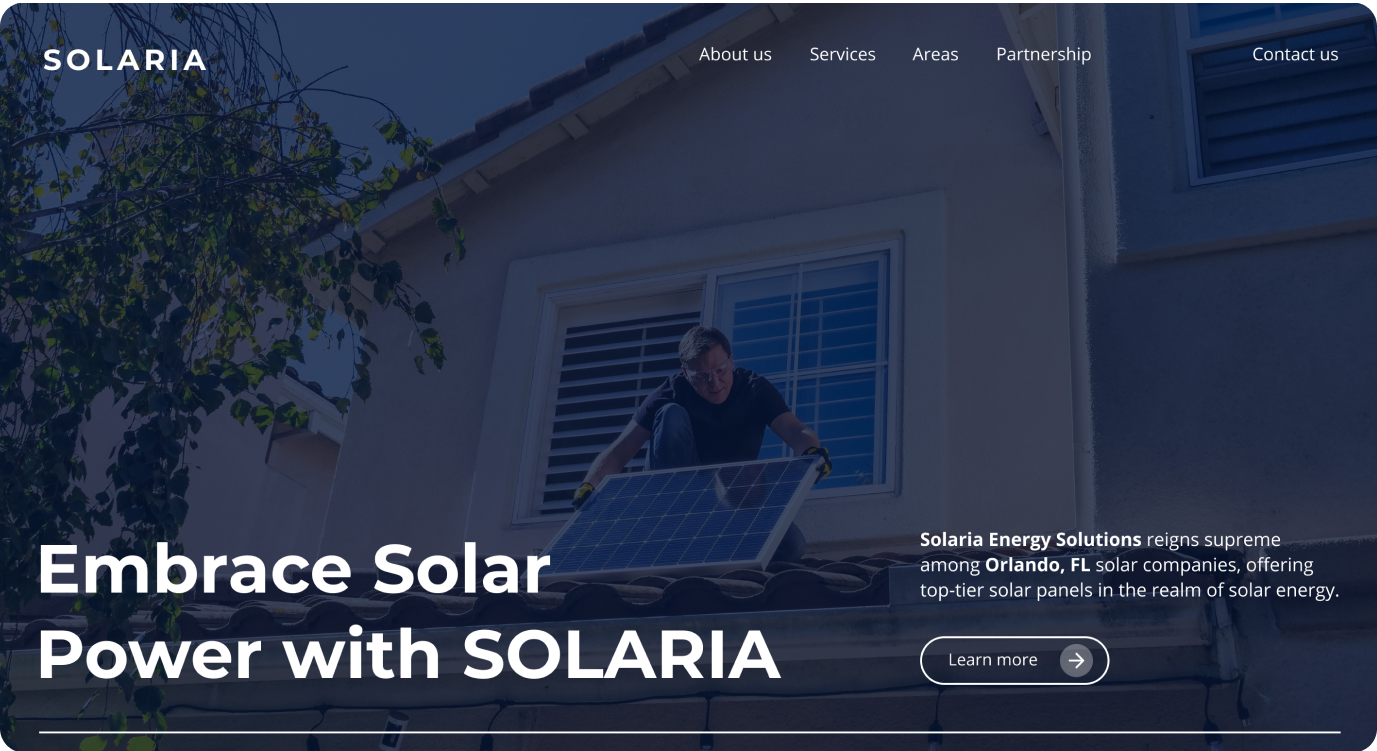 SOLARIA
About us
Services
Areas
Partnership
Contact us
Embrace Solar
Power with SOLARIA
Solaria Energy Solutions reigns supreme
among Orlando, FL solar companies, offering
top-tier solar panels in the realm of solar energy.
Learn more